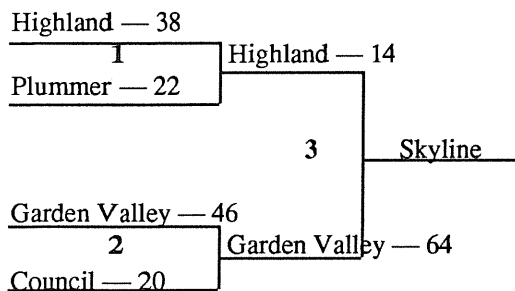 Highland — 38
1
Highland — 14
Plummer — 22
3
Skyline
Garden Valley — 46
2
Garden Valley — 64
Council — 20